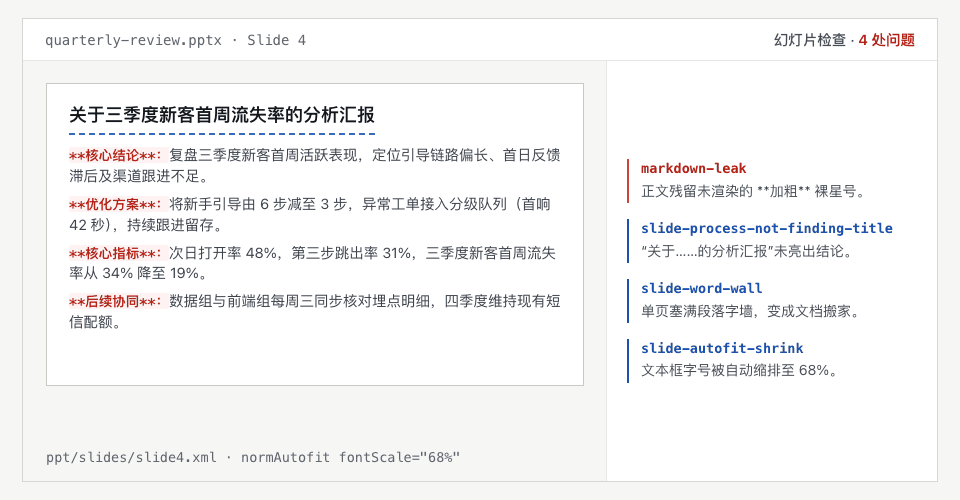 quarterly-review.pptx · Slide 4
幻灯片检查 · 4 处问题
关于三季度新客首周流失率的分析汇报
**核心结论**：复盘三季度新客首周活跃表现，定位引导链路偏长、首日反馈
滞后及渠道跟进不足。
**优化方案**：将新手引导由 6 步减至 3 步，异常工单接入分级队列（首响
42 秒），持续跟进留存。
**核心指标**：次日打开率 48%，第三步跳出率 31%，三季度新客首周流失
率从 34% 降至 19%。
**后续协同**：数据组与前端组每周三同步核对埋点明细，四季度维持现有短
信配额。
ppt/slides/slide4.xml · normAutofit fontScale="68%"
markdown-leak
正文残留未渲染的 **加粗** 裸星号。
slide-process-not-finding-title
“关于……的分析汇报”未亮出结论。
slide-word-wall
单页塞满段落字墙，变成文档搬家。
slide-autofit-shrink
文本框字号被自动缩排至 68%。